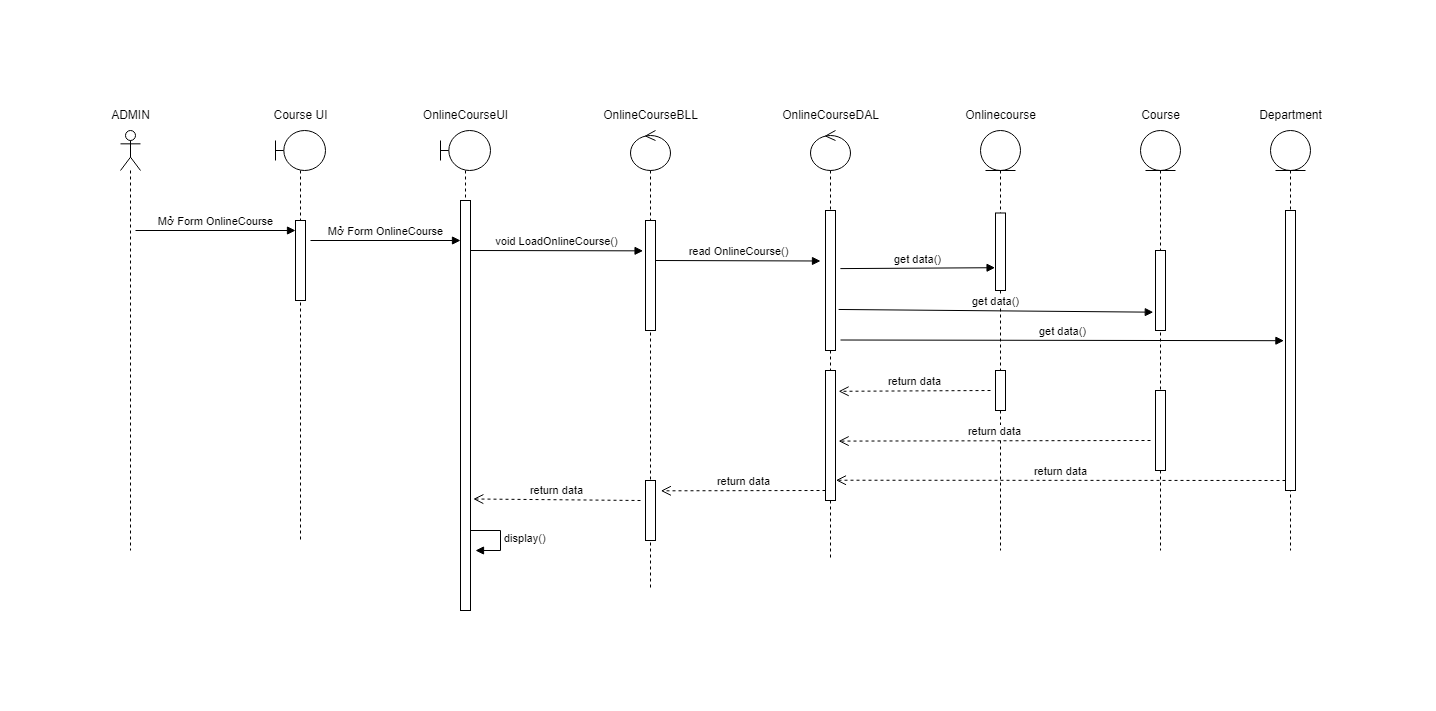 ADMIN
Course UI
OnlineCourseUI
OnlineCourseBLL
OnlineCourseDAL
Onlinecourse
Course
Department
Mở Form OnlineCourse
Mở Form OnlineCourse
void LoadOnlineCourse()
read OnlineCourse()
get data()
get data()
get data()
return data
return data
return data
return data
return data
display()